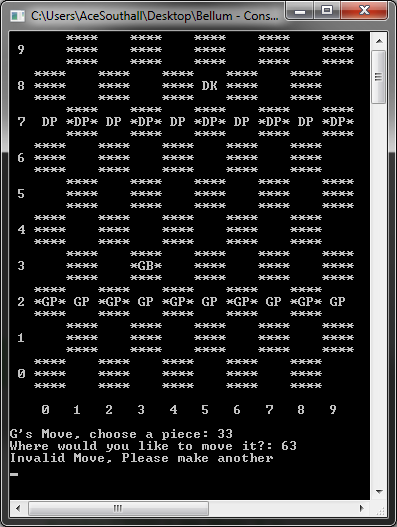 C:\Users\AceSouthall\Desktop\Bellum - Cons...
**** **** **** **** ****
9 **** **** **** **** ****
**** **** **** **** ****
**** **** **** **** ****
8 **** **** **** DK **** ****
**** **** **** **** ****
**** **** **** **** ****
7 DP *DP* DP *DP* DP *DP* DP *DP* DP *DP*
**** **** **** **** ****
**** **** **** **** ****
6 **** **** **** **** ****
**** **** **** **** ****
**** **** **** **** ****
5 **** **** **** **** ****
**** **** **** **** ****
**** **** **** **** ****
4 **** **** **** **** ****
**** **** **** **** ****
**** **** **** **** ****
3 **** *GB* **** **** ****
**** **** **** **** ****
**** **** **** **** ****
2 *GP* GP *GP* GP *GP* GP *GP* GP *GP* GP
**** **** **** **** ****
**** **** **** **** ****
1 **** **** **** **** ****
**** **** **** **** ****
**** **** **** **** ****
0 **** **** **** **** ****
**** **** **** **** ****
0 1 2 3 4 5 6 7 8 9
G's Move, choose a piece: 33
Where would you like to move it?: 63
Invalid Move, Please make another